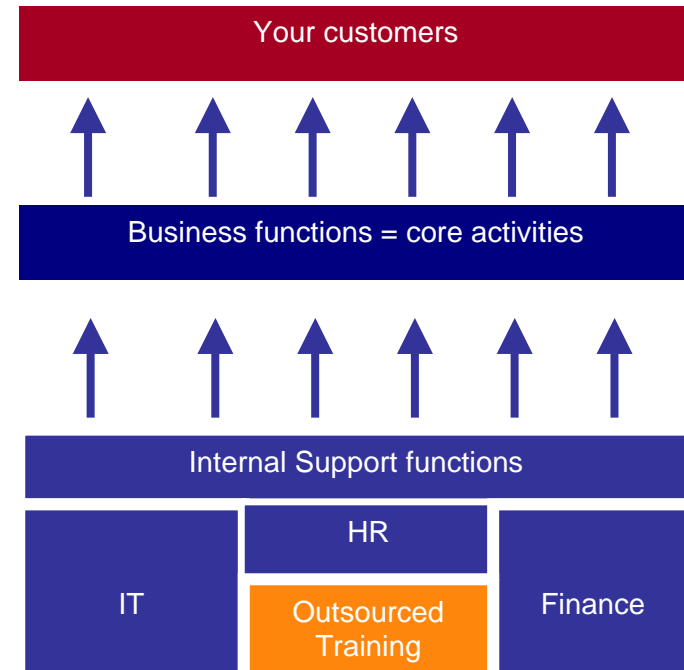 Your customers
Business functions = core activities
Internal Support functions
HR
IT
Outsourced
Training
Finance